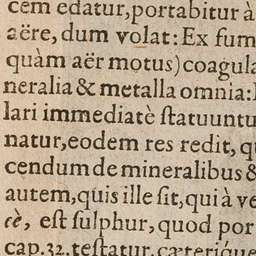 cem edatur, portabitur à
aëre, dum volat: Ex fum
quàm aër motus) coagula
neralia & metalla omnia:
lari immediatè ſtatuuntu
natur, eodem res redit, q
cendum de mineralibus &
autem, quis ille ſit, qui à ve
cè, eſt ſulphur, quod por
cap. 32. teſtatur. cæteriq́ue